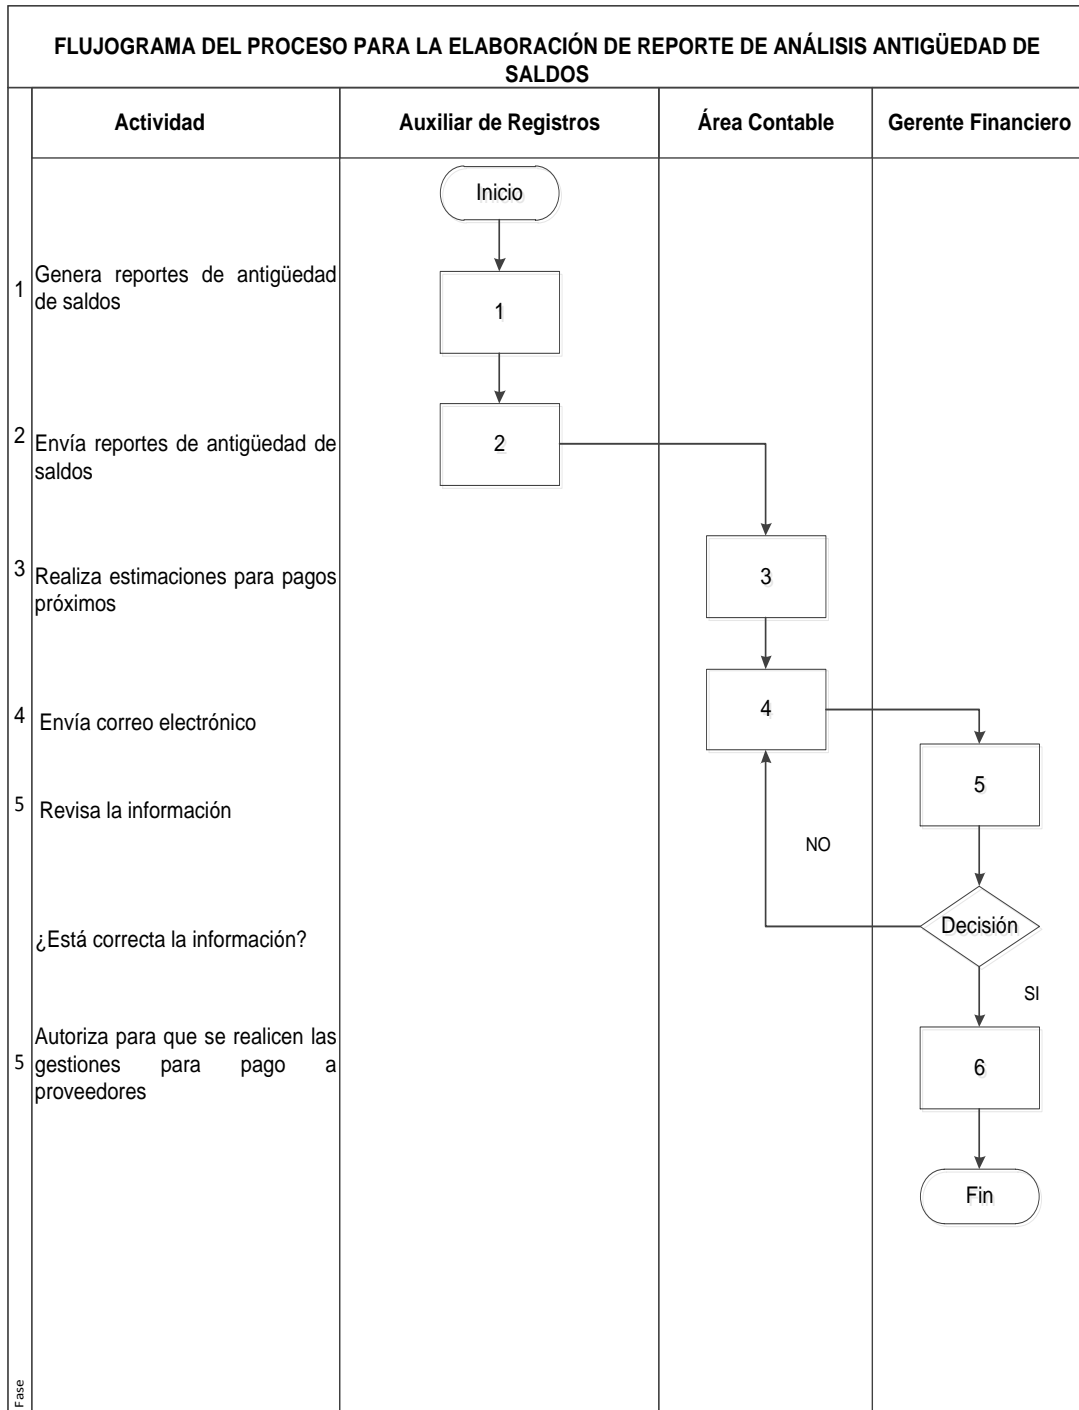 FLUJOGRAMA DEL PROCESO PARA LA ELABORACIÓN DE REPORTE DE ANÁLISIS ANTIGÜEDAD DE
SALDOS
Actividad
Auxiliar de Registros
Área Contable
Gerente Financiero
Inicio
1
Genera reportes de antigüedad
de saldos
1
2
Envía reportes de antigüedad de
saldos
2
3
Realiza estimaciones para pagos
próximos
3
4
Envía correo electrónico
4
5
Revisa la información
5
NO
¿Está correcta la información?
Decisión
SI
5
Autoriza para que se realicen las
gestiones para pago a
proveedores
6
Fin
Fase